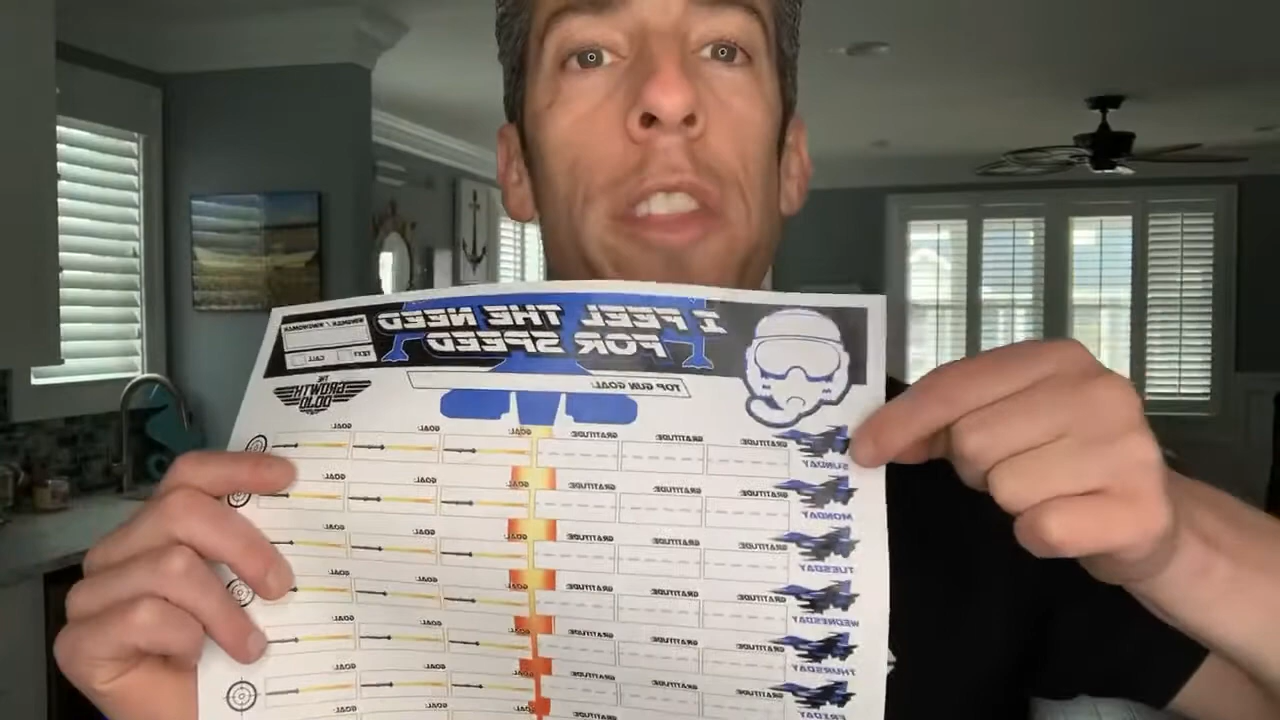 I FEEL THE NEED
FOR SPEED
WINGMAN / WINGWOMAN
TEXT CALL
TOP GUN GOAL:
THE
GROWTH
DOJO
GRATITUDE: GRATITUDE: GRATITUDE: GOAL: GOAL: GOAL:
SUNDAY
GRATITUDE: GRATITUDE: GRATITUDE: GOAL: GOAL: GOAL:
MONDAY
GRATITUDE: GRATITUDE: GRATITUDE: GOAL: GOAL: GOAL:
TUESDAY
GRATITUDE: GRATITUDE: GRATITUDE: GOAL: GOAL: GOAL:
WEDNESDAY
GRATITUDE: GRATITUDE: GRATITUDE: GOAL: GOAL: GOAL:
THURSDAY
GRATITUDE: GRATITUDE: GRATITUDE: GOAL: GOAL: GOAL:
FRIDAY
GRATITUDE: GOAL: GOAL: